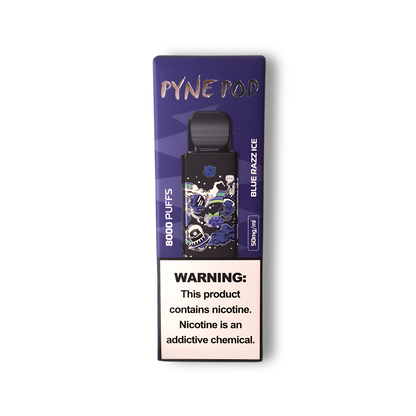 PYNE POD
8000 PUFFS
BLUE RAZZ ICE
50mg/ml
WARNING:
This product
contains nicotine.
Nicotine is an
addictive chemical.